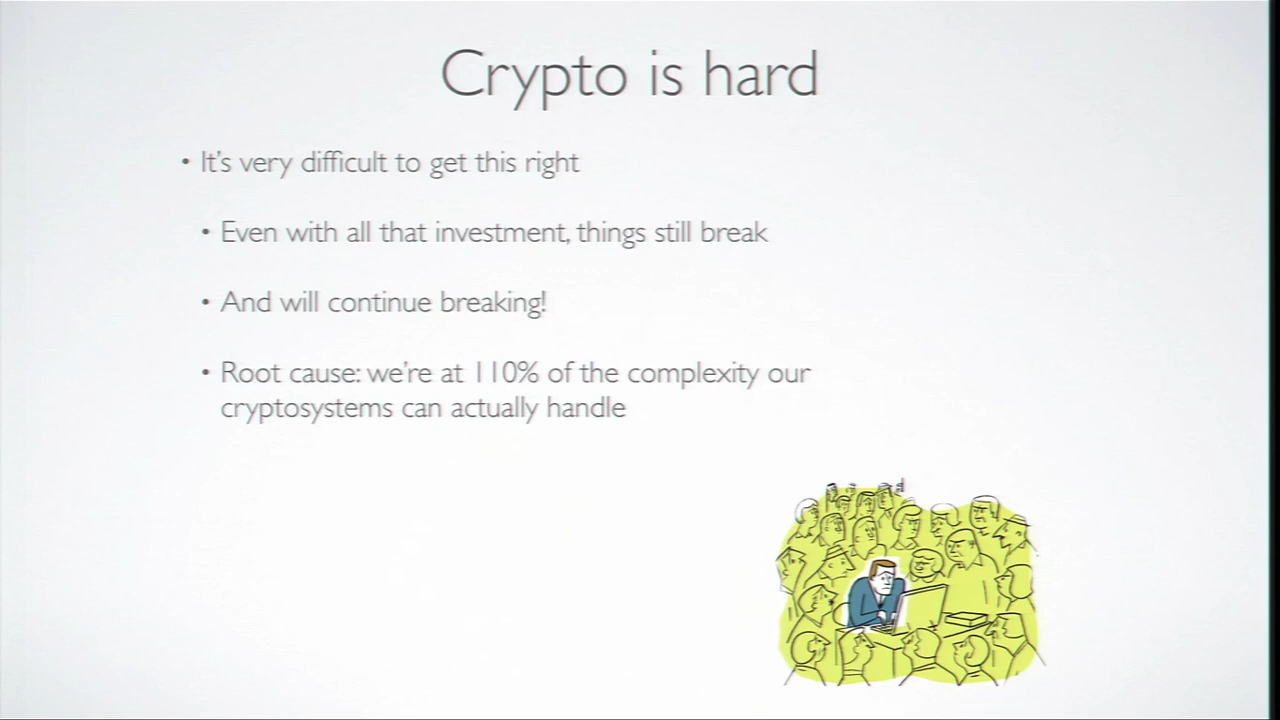 Crypto is hard
• It's very difficult to get this right
• Even with all that investment, things still break
• And will continue breaking!
• Root cause: we're at 110% of the complexity our
cryptosystems can actually handle